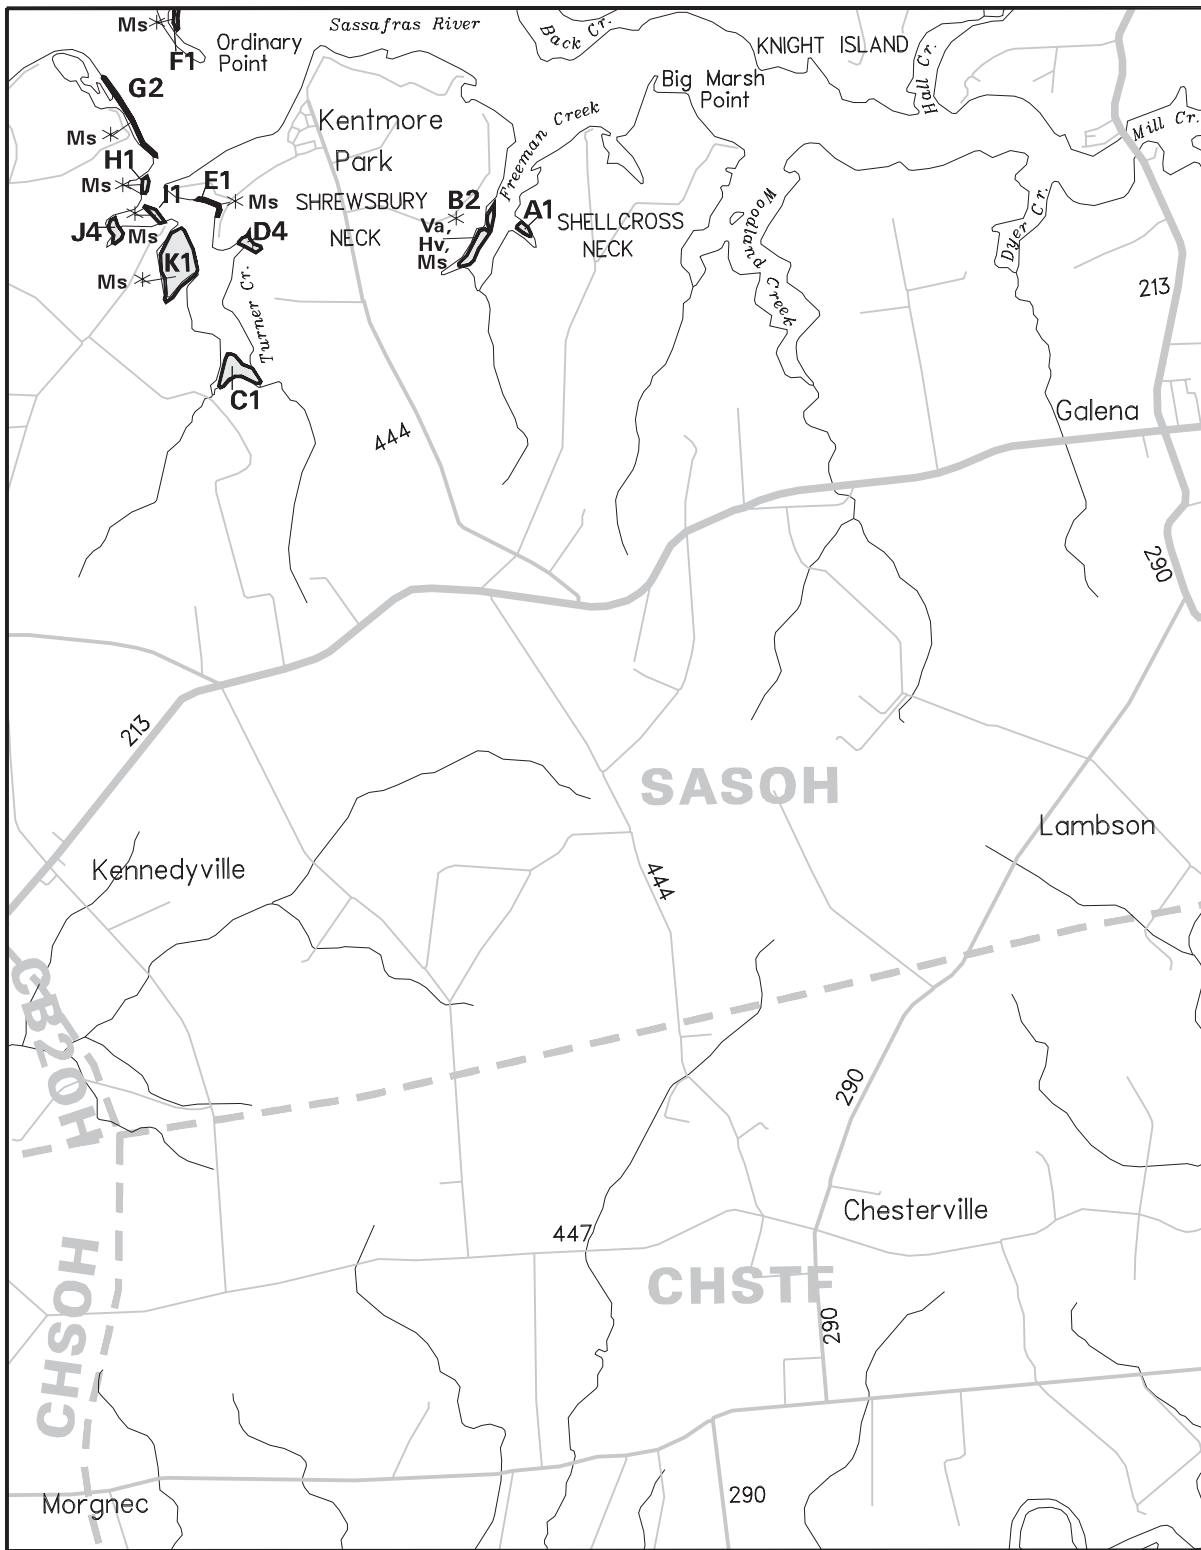 Ms
F1
Ordinary
Point
Sassafras River
Back Cr.
KNIGHT ISLAND
Hall Cr.
Mill Cr.
G2
Ms
Kentmore
Park
Big Marsh
Point
Freeman Creek
H1
Ms
I1
E1
Ms
SHREWSBURY
NECK
B2
Va,
Hv,
Ms
A1
SHELLCROSS
NECK
Woodland Creek
Dyer Cr.
213
J4
Ms
D4
K1
Ms
Turner Cr.
C1
444
Galena
290
213
SASOH
Lambson
Kennedyville
444
CB2OH
290
Chesterville
447
CHSTF
CHSOH
290
Morgnec
290